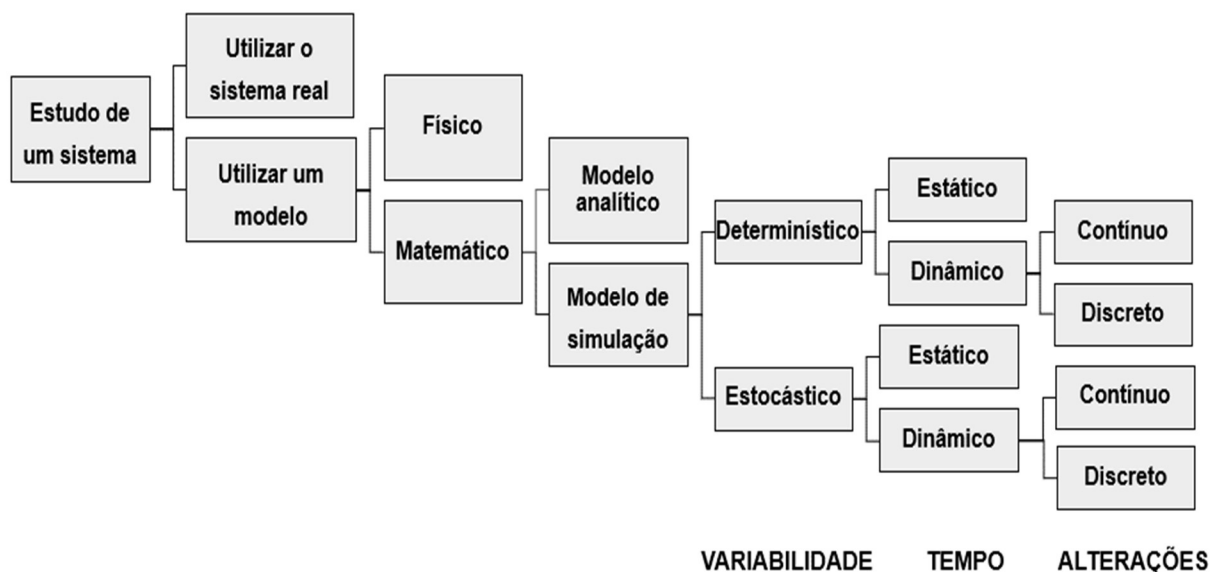 Estudo de
um sistema
Utilizar o
sistema real
Utilizar um
modelo
Físico
Matemático
Modelo
analítico
Modelo de
simulação
Determinístico
Estático
Dinâmico
Contínuo
Discreto
Estocástico
Estático
Dinâmico
Contínuo
Discreto
VARIABILIDADE
TEMPO
ALTERAÇÕES